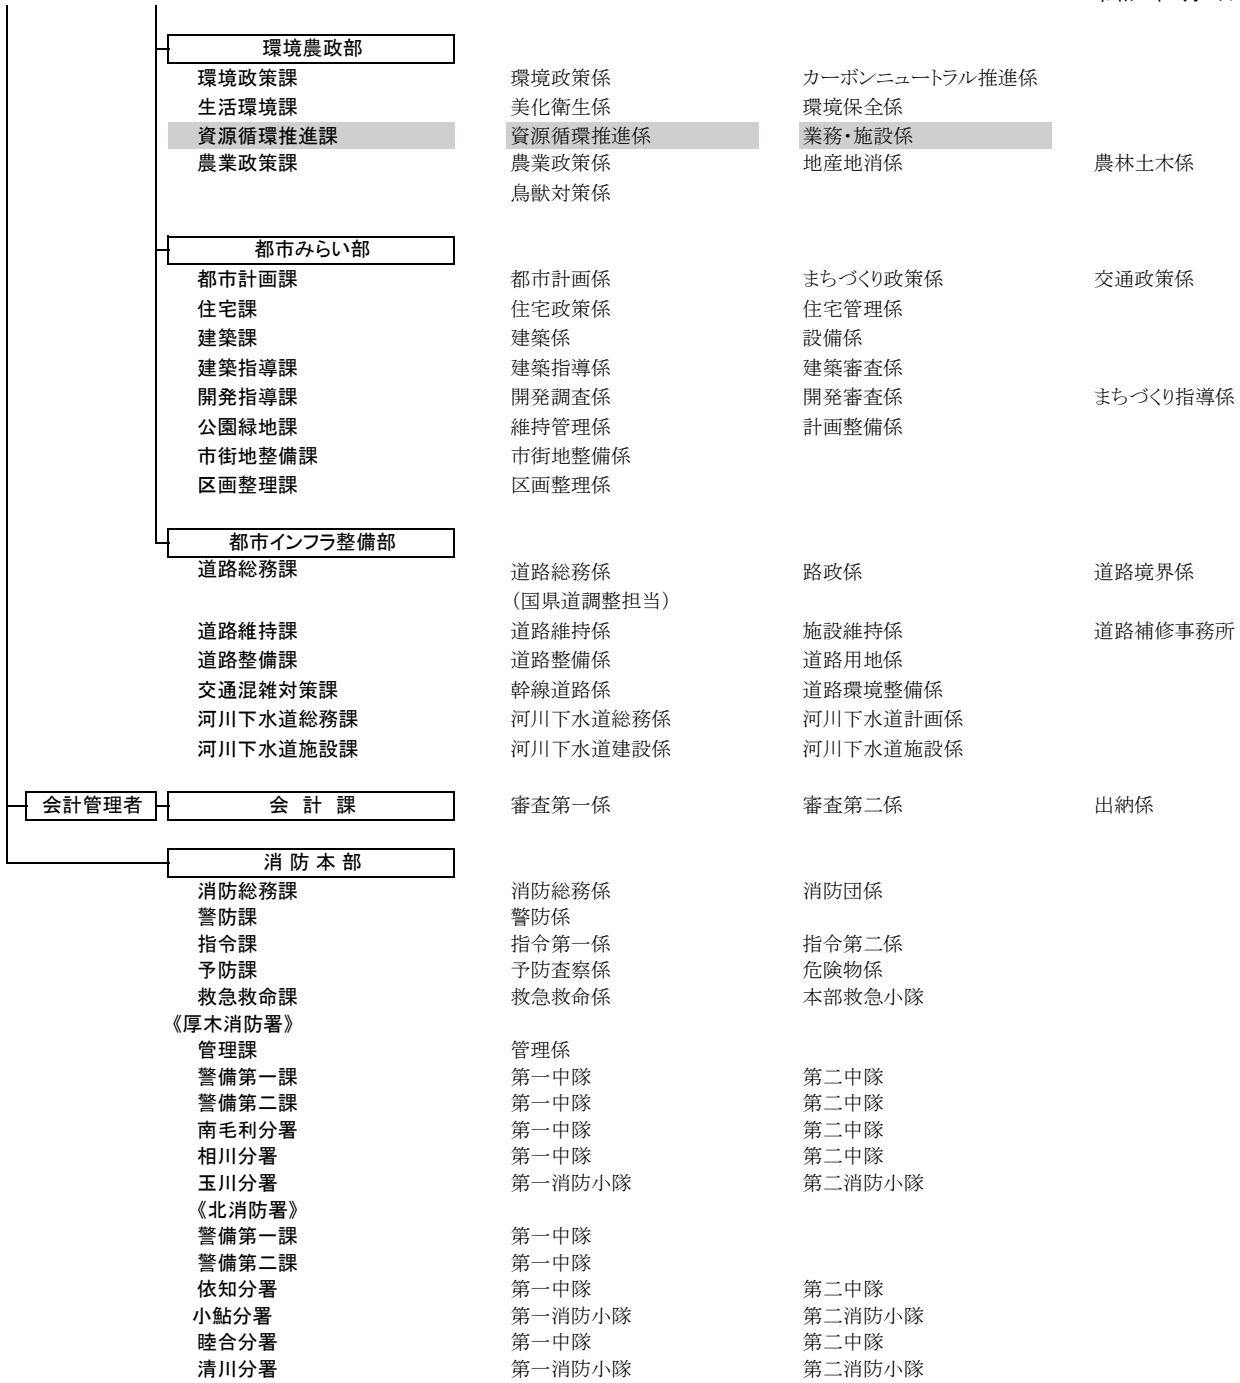 環境農政部
環境政策課 環境政策係 カーボンニュートラル推進係
生活環境課 美化衛生係 環境保全係
資源循環推進課 資源循環推進係 業務・施設係
農業政策課 農業政策係 地産地消係 農林土木係
鳥獣対策係
都市みらい部
都市計画課 都市計画係 まちづくり政策係 交通政策係
住宅課 住宅政策係 住宅管理係
建築課 建築係 設備係
建築指導課 建築指導係 建築審査係
開発指導課 開発調査係 開発審査係 まちづくり指導係
公園緑地課 維持管理係 計画整備係
市街地整備課 市街地整備係
区画整理課 区画整理係
都市インフラ整備部
道路総務課 道路総務係 路政係 道路境界係
（国県道調整担当）
道路維持課 道路維持係 施設維持係 道路補修事務所
道路整備課 道路整備係 道路用地係
交通混雑対策課 幹線道路係 道路環境整備係
河川下水道総務課 河川下水道総務係 河川下水道計画係
河川下水道施設課 河川下水道建設係 河川下水道施設係
会計管理者 会計課 審査第一係 審査第二係 出納係
消防本部
消防総務課 消防総務係 消防団係
警防課 警防係
指令課 指令第一係 指令第二係
予防課 予防査察係 危険物係
救急救命課 救急救命係 本部救急小隊
《厚木消防署》
管理課 管理係
警備第一課 第一中隊 第二中隊
警備第二課 第一中隊 第二中隊
南毛利分署 第一中隊 第二中隊
相川分署 第一中隊 第二中隊
玉川分署 第一消防小隊 第二消防小隊
《北消防署》
警備第一課 第一中隊
警備第二課 第一中隊
依知分署 第一中隊 第二中隊
小鮎分署 第一消防小隊 第二消防小隊
睦合分署 第一中隊 第二中隊
清川分署 第一消防小隊 第二消防小隊